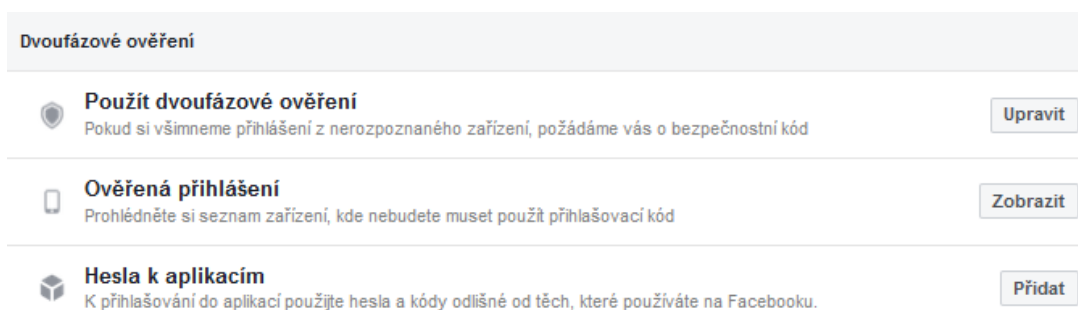 Dvoufázové ověření
Použít dvoufázové ověření
Pokud si všimneme přihlášení z nerozpoznaného zařízení, požádáme vás o bezpečnostní kód
Upravit
Ověřená přihlášení
Prohlédněte si seznam zařízení, kde nebudete muset použít přihlašovací kód
Zobrazit
Hesla k aplikacím
K přihlašování do aplikací použijte hesla a kódy odlišné od těch, které používáte na Facebooku.
Přidat